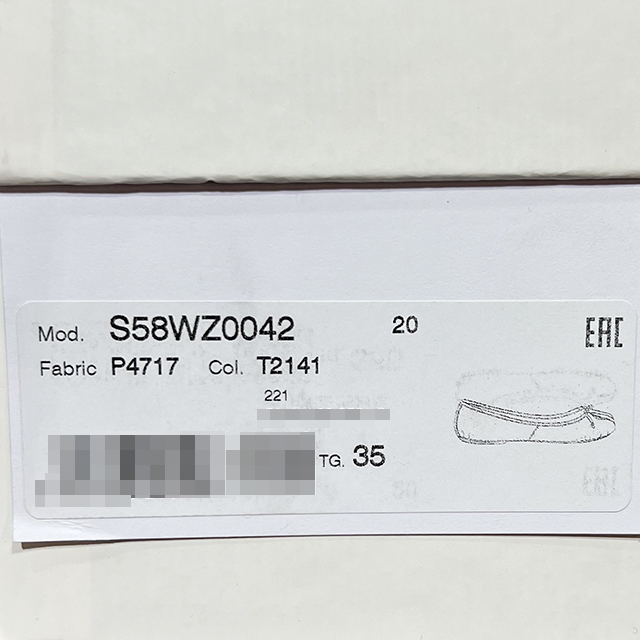 Mod. S58WZ0042 20 EAC
Fabric P4717 Col. T2141
221
TG. 35